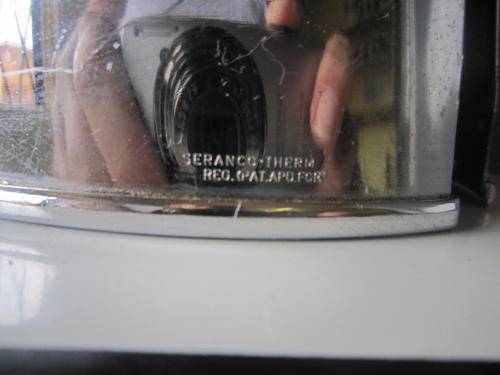 SERANCO·THERM
REG.(PAT.APD.FOR)